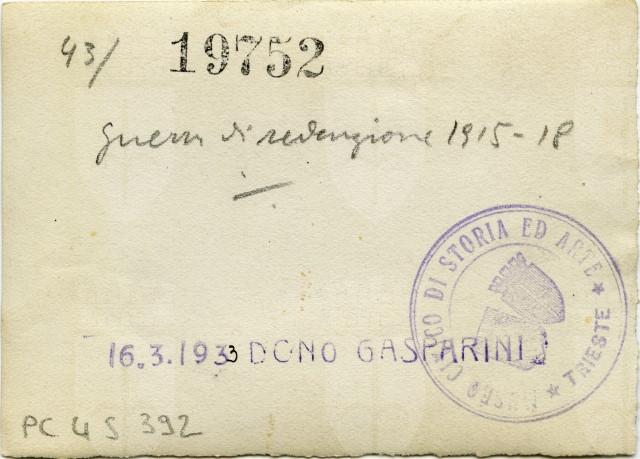 43/ 19752
guerra di redenzione 1915-18
MUSEO CIVICO DI STORIA ED ARTE ★ TRIESTE ★
16.3.1933 DONO GASPARINI
PC 4 S 392